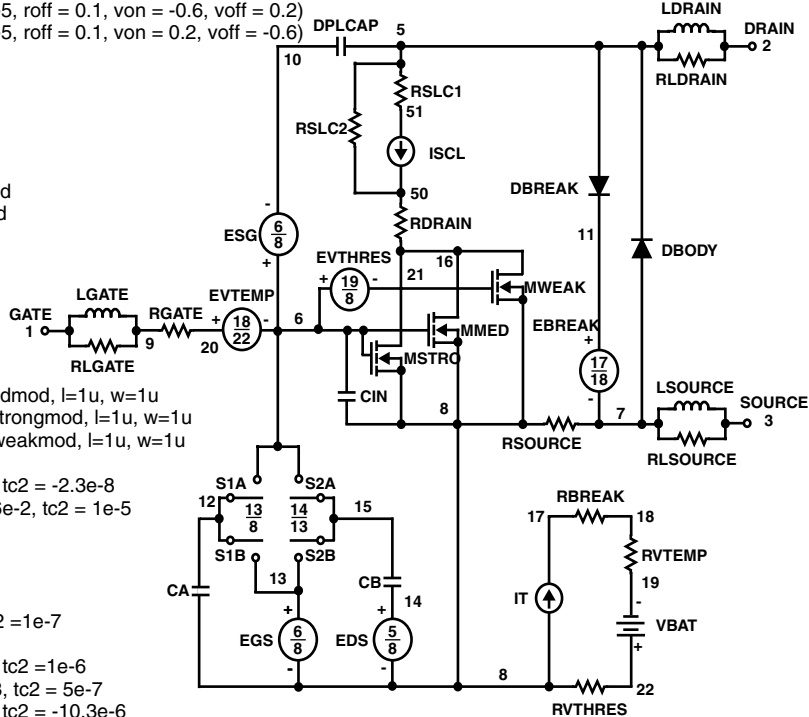 5, roff = 0.1, von = -0.6, voff = 0.2)
5, roff = 0.1, von = 0.2, voff = -0.6)
DPLCAP
5
LDRAIN
DRAIN
2
10
RLDRAIN
RSLC1
51
RSLC2
ISCL
d
d
50
DBREAK
RDRAIN
-
ESG
6
8
+
11
DBODY
EVTHRES
16
+
19
8
-
21
MWEAK
LGATE
EVTEMP
GATE
1
RGATE
+
18
22
-
6
EBREAK
MMED
+
9
20
MSTRO
17
18
-
RLGATE
CIN
LSOURCE
SOURCE
3
dmod, l=1u, w=1u
trongmod, l=1u, w=1u
weakmod, l=1u, w=1u
8
7
RSOURCE
RLSOURCE
tc2 = -2.3e-8
e-2, tc2 = 1e-5
S1A
S2A
12
13
8
14
13
15
RBREAK
17
18
S1B
S2B
RVTEMP
13
CA
CB
19
IT
14
-
2 =1e-7
+
+
VBAT
EGS
6
8
EDS
5
8
+
-
-
8
22
tc2 =1e-6
, tc2 = 5e-7
tc2 = -10.3e-6
RVTHRES